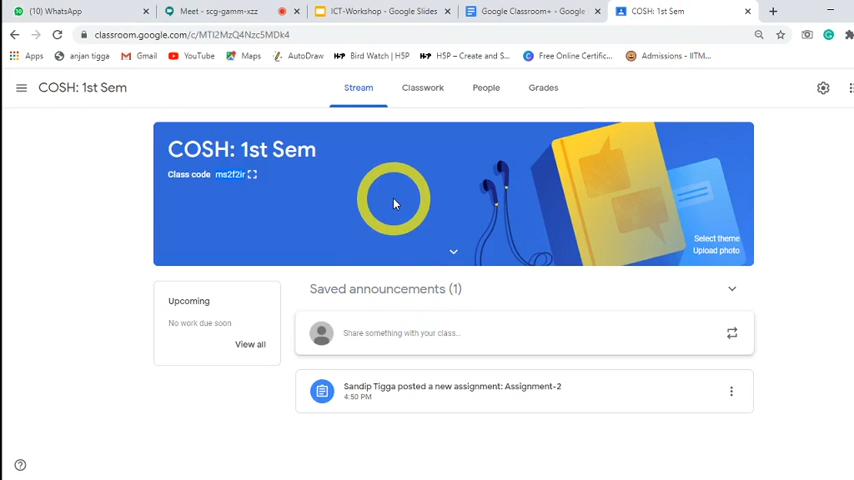 (10) WhatsApp
Meet - scg-gamm-xzz
ICT-Workshop - Google Slides
Google Classroom+ - Google
COSH: 1st Sem
classroom.google.com/c/MTI2MzQ4Nzc5MDk4
Apps
anjan tigga
Gmail
YouTube
Maps
AutoDraw
H5P Bird Watch | H5P
H5P H5P – Create and S...
Free Online Certific...
Admissions - IITM...
COSH: 1st Sem
Stream
Classwork
People
Grades
COSH: 1st Sem
Class code ms2f2ir
Select theme
Upload photo
Upcoming
No work due soon
View all
Saved announcements (1)
Share something with your class...
Sandip Tigga posted a new assignment: Assignment-2
4:50 PM